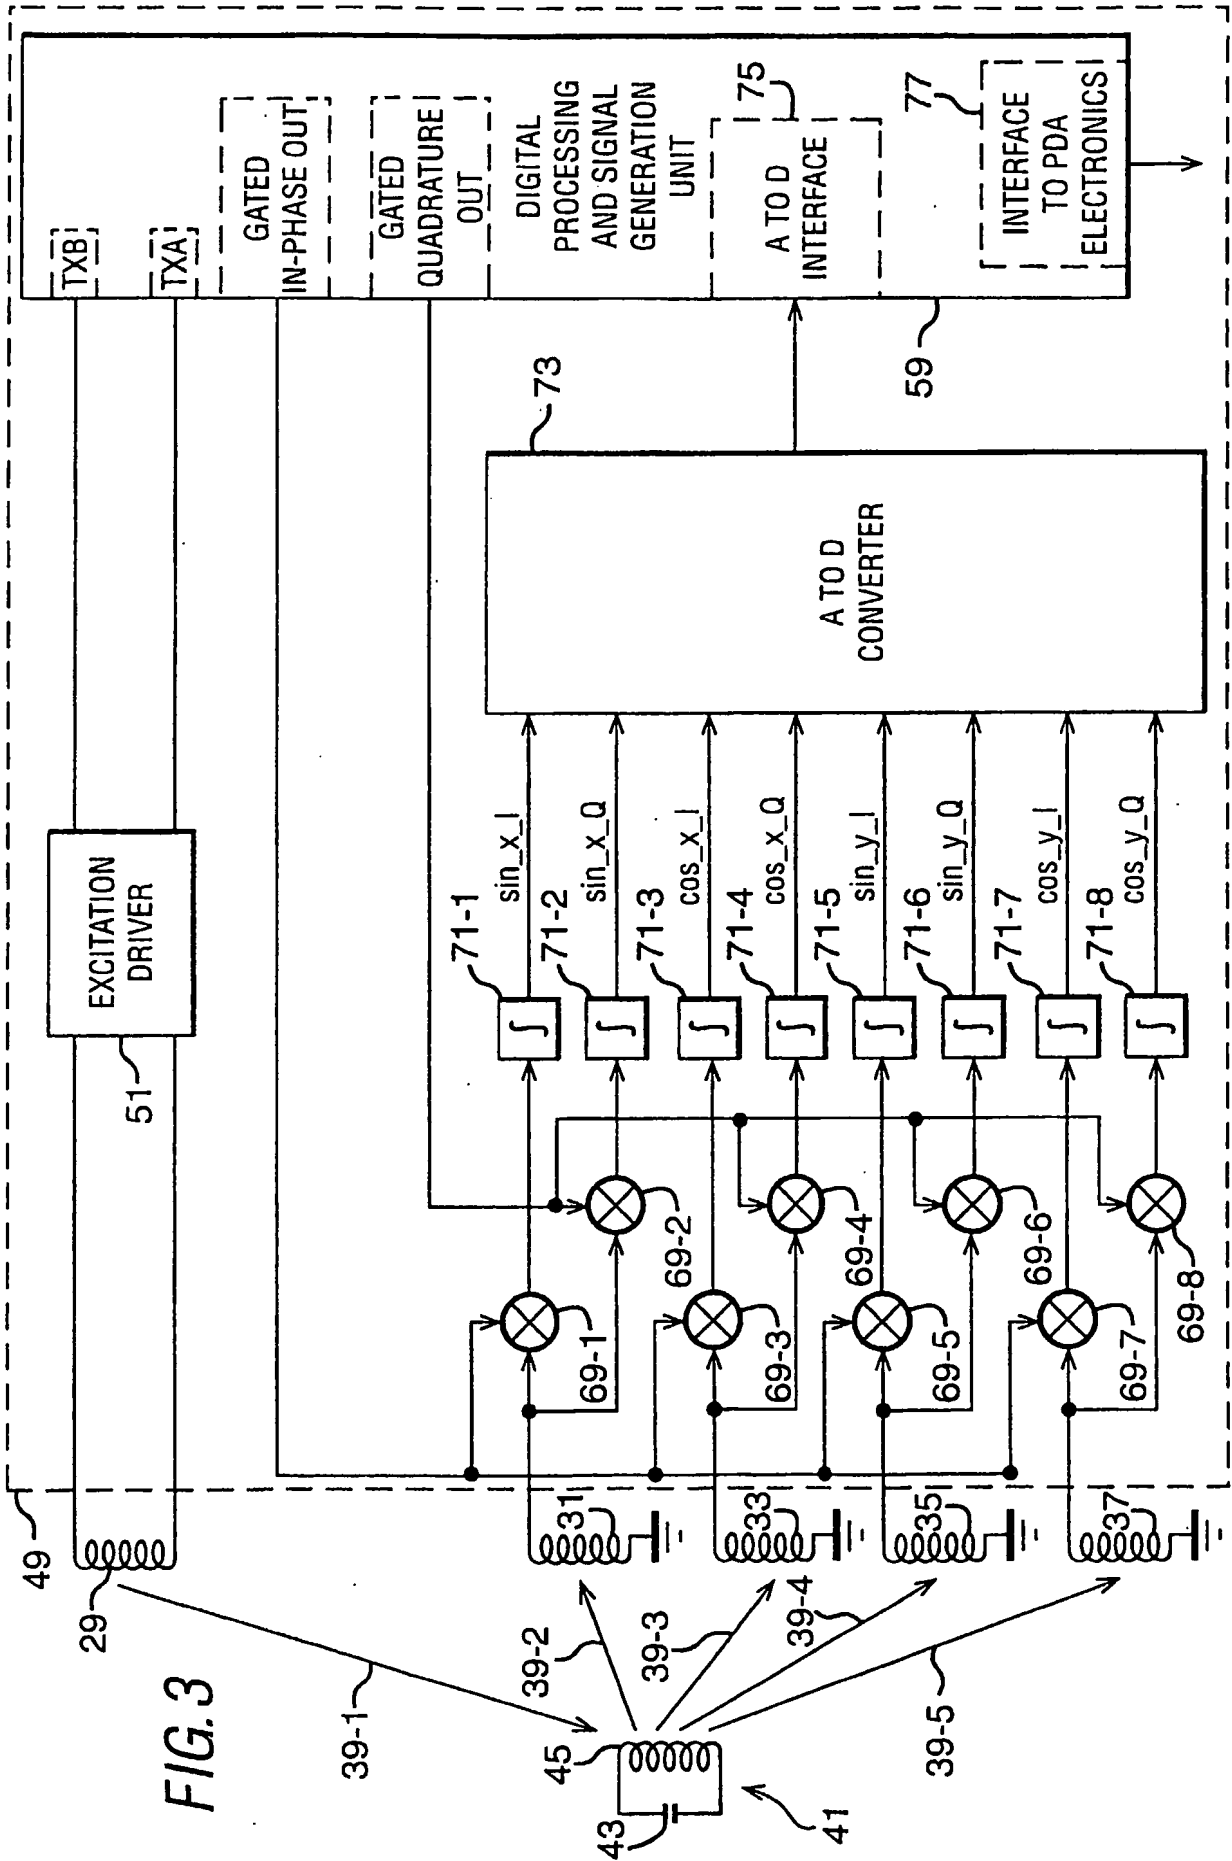 FIG.3
49
29
39-1
51
EXCITATION
DRIVER
TXB
TXA
GATED
IN-PHASE OUT
GATED
QUADRATURE
OUT
DIGITAL
PROCESSING
AND SIGNAL
GENERATION
UNIT
75
A TO D
INTERFACE
77
INTERFACE
TO PDA
ELECTRONICS
59
73
A TO D
CONVERTER
71-1
sin_x_I
71-2
sin_x_Q
71-3
cos_x_I
71-4
cos_x_Q
71-5
sin_y_I
71-6
sin_y_Q
71-7
cos_y_I
71-8
cos_y_Q
∫
∫
∫
∫
∫
∫
∫
∫
69-1
69-2
69-3
69-4
69-5
69-6
69-7
69-8
31
33
35
37
39-2
39-3
39-4
39-5
45
43
41